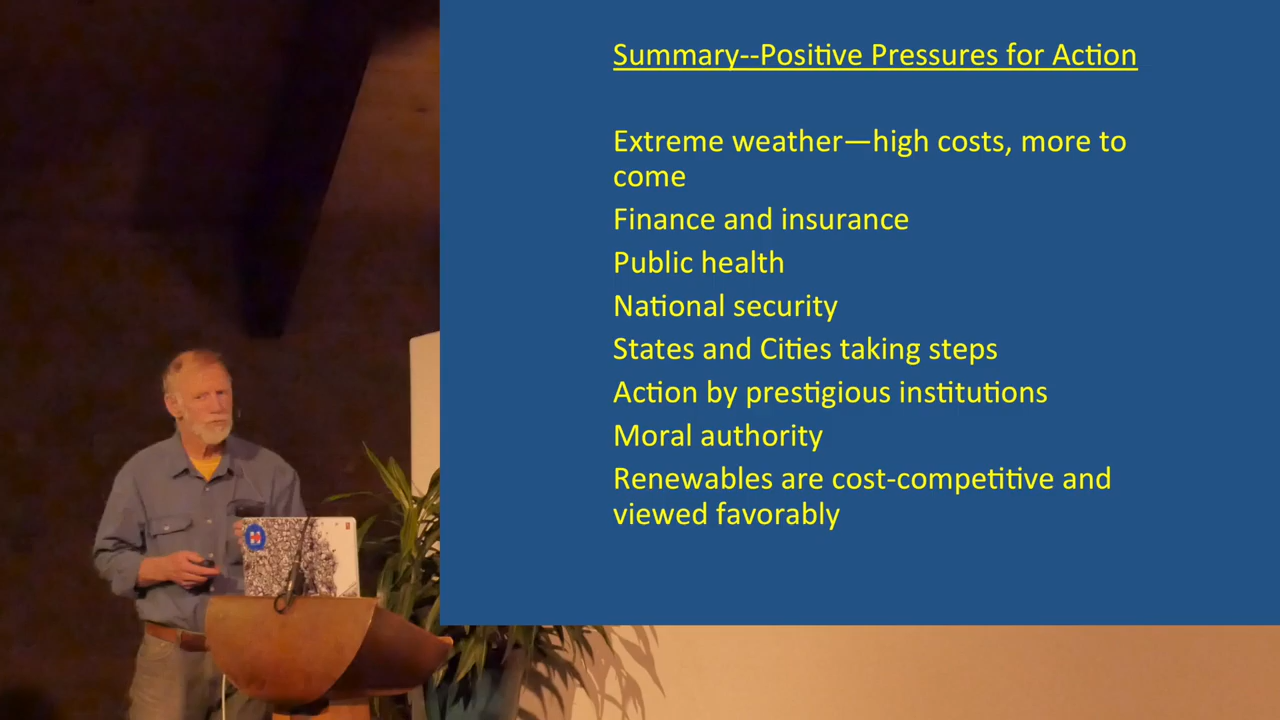 Summary--Positive Pressures for Action
Extreme weather—high costs, more to
come
Finance and insurance
Public health
National security
States and Cities taking steps
Action by prestigious institutions
Moral authority
Renewables are cost-competitive and
viewed favorably